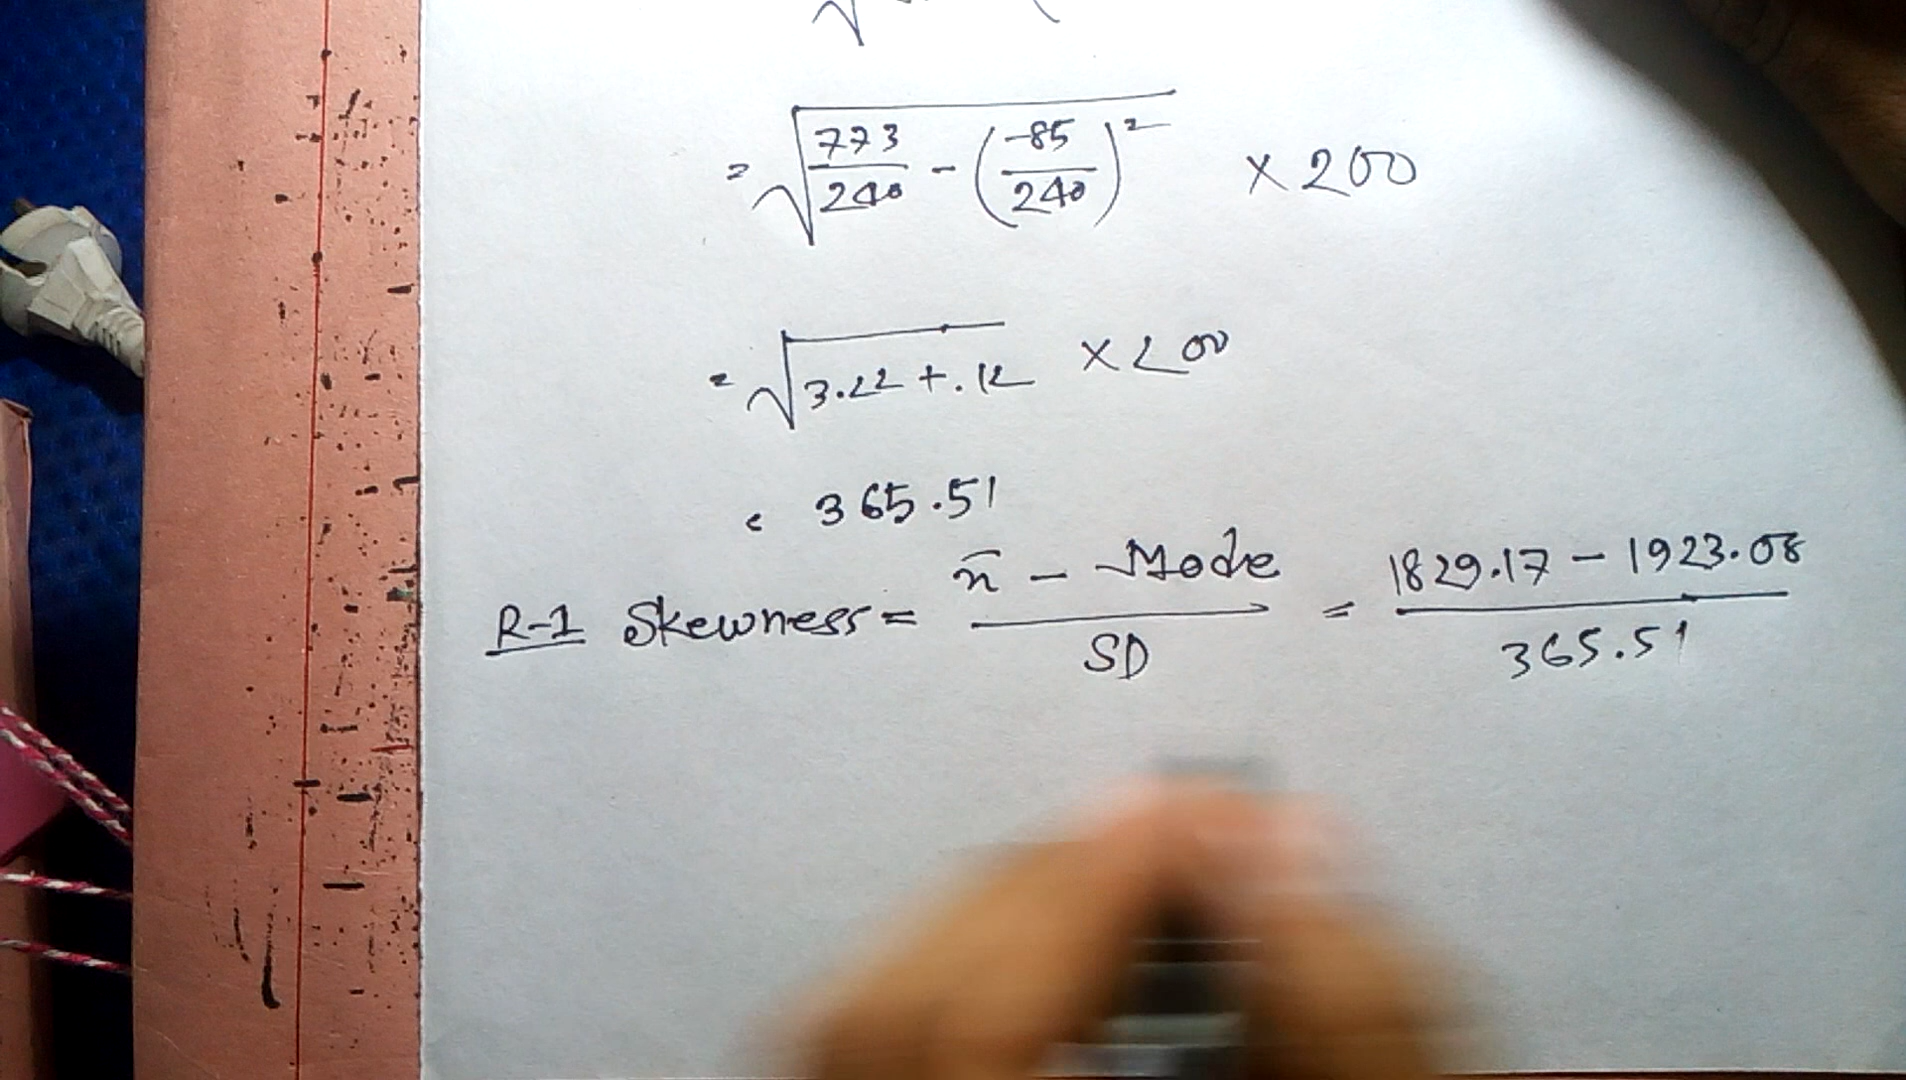 = √(773/240 - (-85/240)²) × 200
= √(3.22 + .12) × 200
= 365.51
R-1 Skewness = (x̄ - Mode)/SD = (1829.17 - 1923.08)/365.51